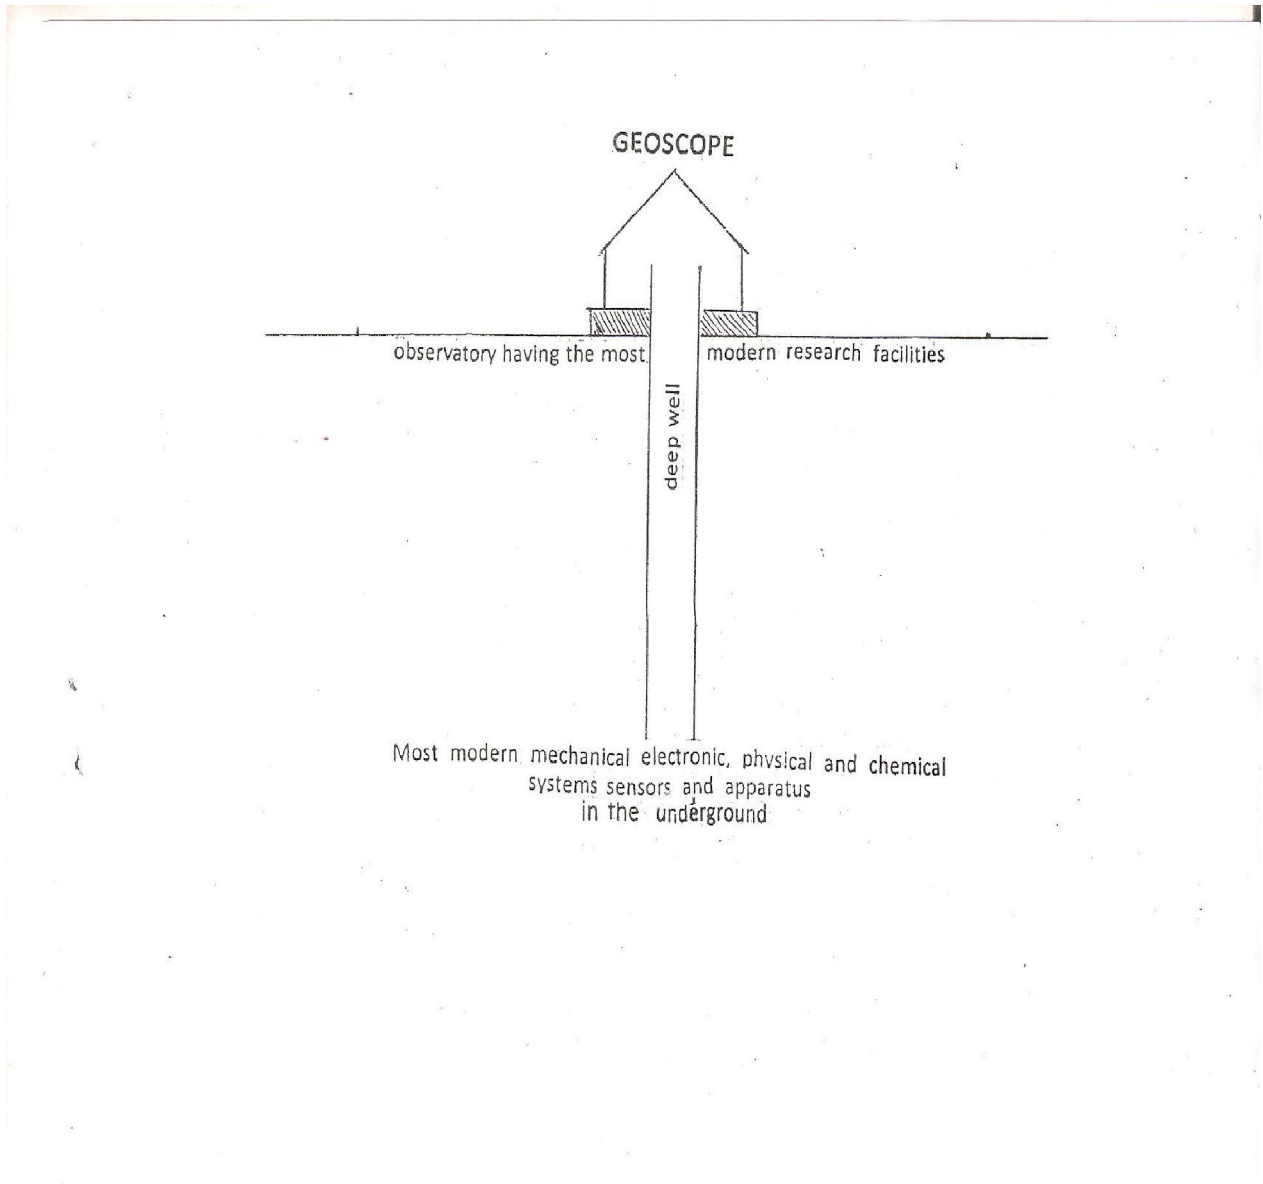 GEOSCOPE
observatory having the most modern research facilities
deep well
Most modern mechanical electronic, physical and chemical
systems sensors and apparatus
in the underground